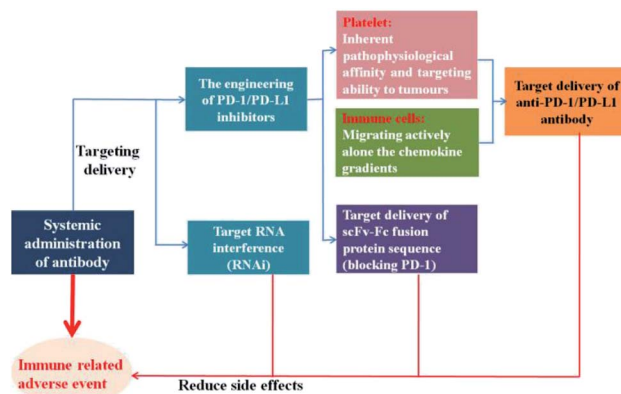 Platelet:
Inherent
pathophysiological
affinity and targeting
ability to tumours
The engineering
of PD-1/PD-L1
inhibitors
Target delivery of
anti-PD-1/PD-L1
antibody
Immune cells:
Migrating actively
alone the chemokine
gradients
Targeting
delivery
Systemic
administration
of antibody
Target RNA
interference
(RNAi)
Target delivery of
scFv-Fc fusion
protein sequence
(blocking PD-1)
Immune related
adverse event
Reduce side effects